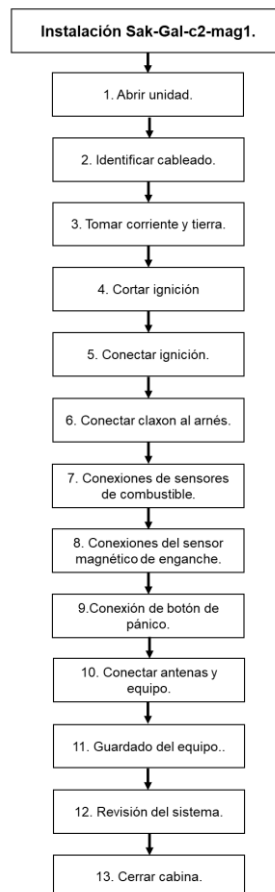 Instalación Sak-Gal-c2-mag1.
1. Abrir unidad.
2. Identificar cableado.
3. Tomar corriente y tierra.
4. Cortar ignición
5. Conectar ignición.
6. Conectar claxon al arnés.
7. Conexiones de sensores
de combustible.
8. Conexiones del sensor
magnético de enganche.
9.Conexión de botón de
pánico.
10. Conectar antenas y
equipo.
11. Guardado del equipo..
12. Revisión del sistema.
13. Cerrar cabina.